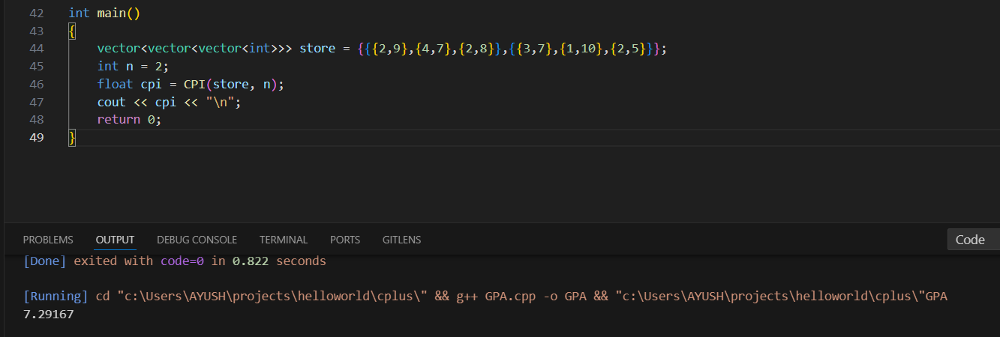 42 int main()
43 {
44 vector<vector<vector<int>>> store = {{{2,9},{4,7},{2,8}},{{3,7},{1,10},{2,5}}};
45 int n = 2;
46 float cpi = CPI(store, n);
47 cout << cpi << "\n";
48 return 0;
49 }
PROBLEMS OUTPUT DEBUG CONSOLE TERMINAL PORTS GITLENS Code
[Done] exited with code=0 in 0.822 seconds
[Running] cd "c:\Users\AYUSH\projects\helloworld\cplus\" && g++ GPA.cpp -o GPA && "c:\Users\AYUSH\projects\helloworld\cplus\"GPA
7.29167